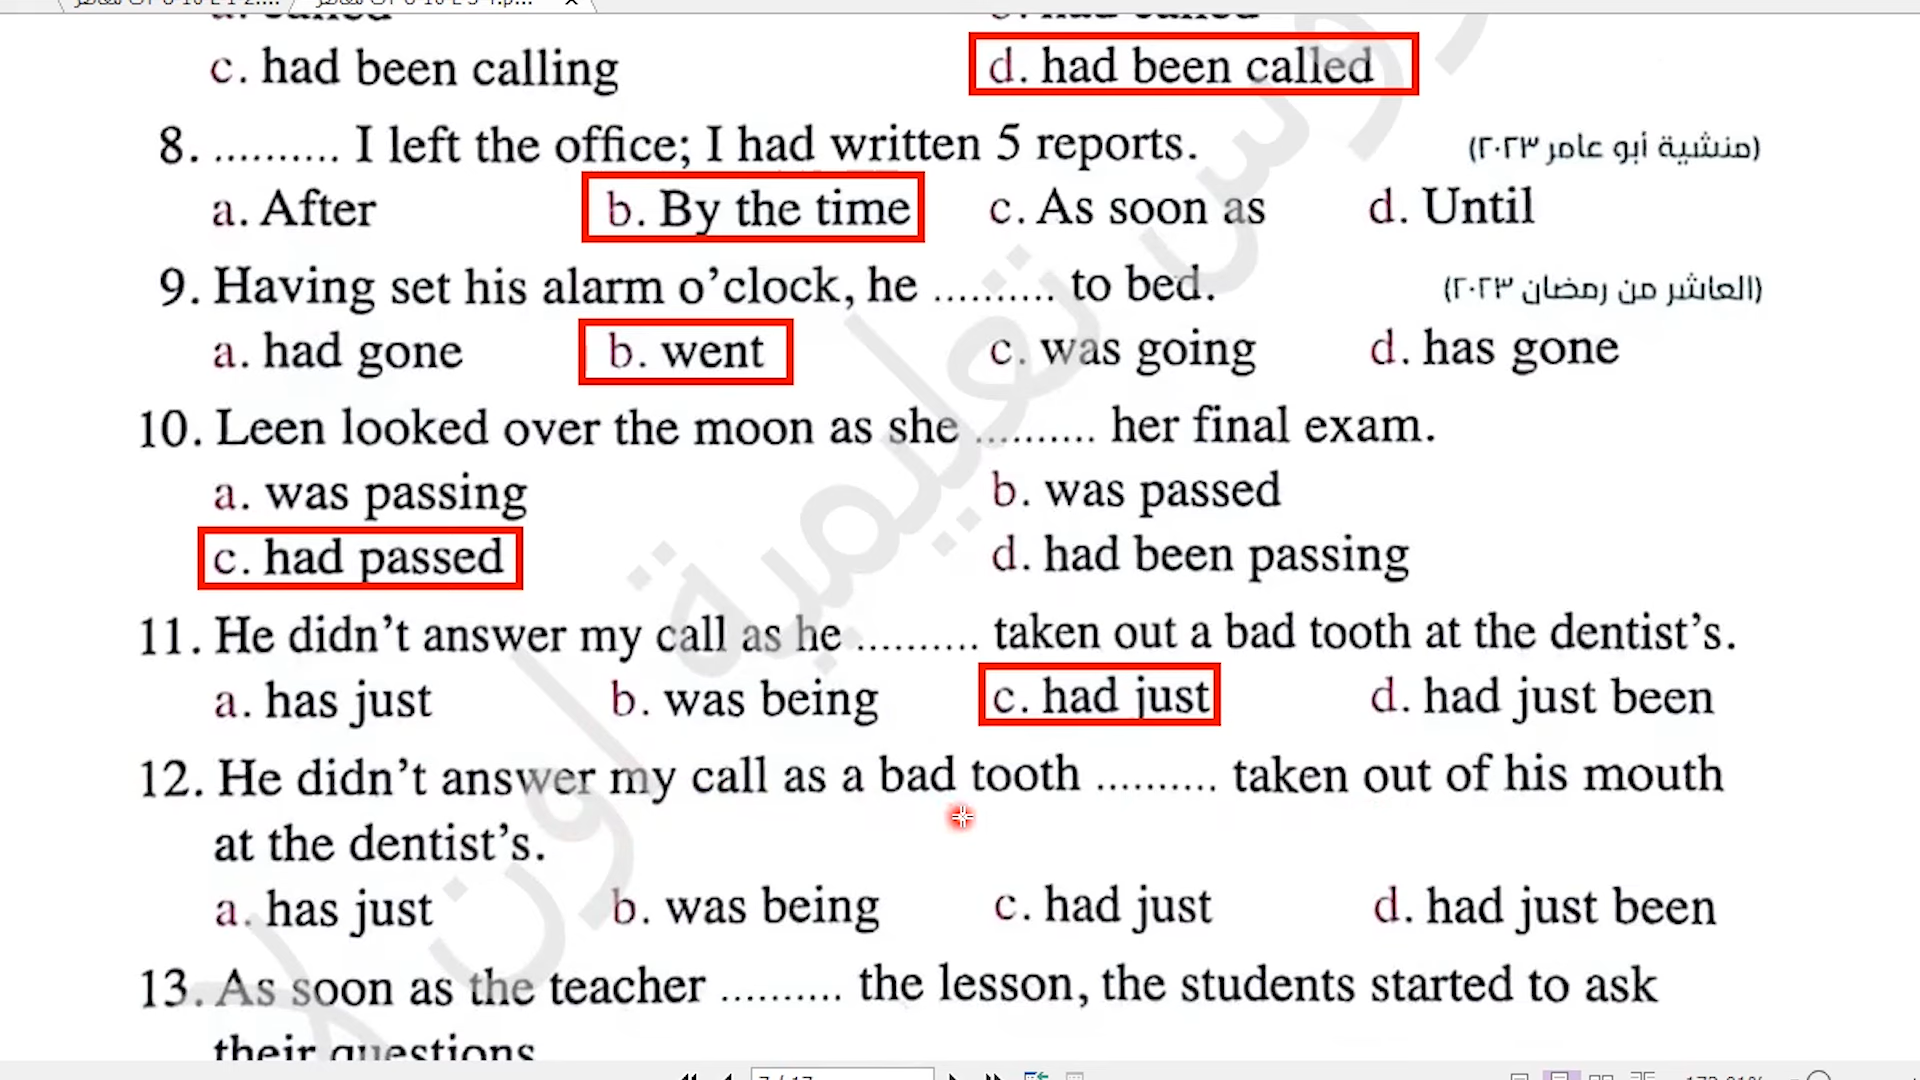 c. had been calling d. had been called
8. .......... I left the office; I had written 5 reports. (منشية أبو عامر ٢٠٢٣)
a. After b. By the time c. As soon as d. Until
9. Having set his alarm o’clock, he .......... to bed. (العاشر من رمضان ٢٠٢٣)
a. had gone b. went c. was going d. has gone
10. Leen looked over the moon as she .......... her final exam.
a. was passing b. was passed
c. had passed d. had been passing
11. He didn’t answer my call as he .......... taken out a bad tooth at the dentist’s.
a. has just b. was being c. had just d. had just been
12. He didn’t answer my call as a bad tooth .......... taken out of his mouth
at the dentist’s.
a. has just b. was being c. had just d. had just been
13. As soon as the teacher .......... the lesson, the students started to ask
their questions